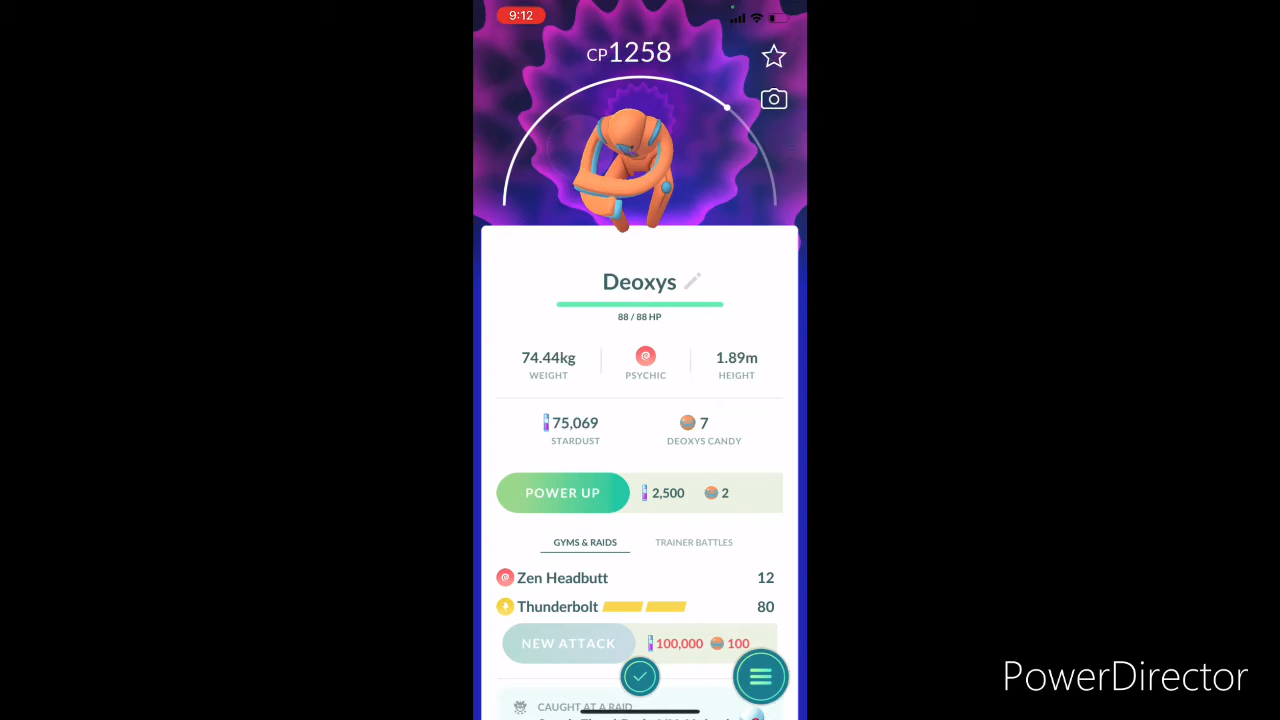 9:12
CP1258
Deoxys
88 / 88 HP
74.44kg
WEIGHT
PSYCHIC
1.89m
HEIGHT
75,069
STARDUST
7
DEOXYS CANDY
POWER UP 2,500 2
GYMS & RAIDS TRAINER BATTLES
Zen Headbutt 12
Thunderbolt 80
NEW ATTACK 100,000 100
CAUGHT AT A RAID
PowerDirector